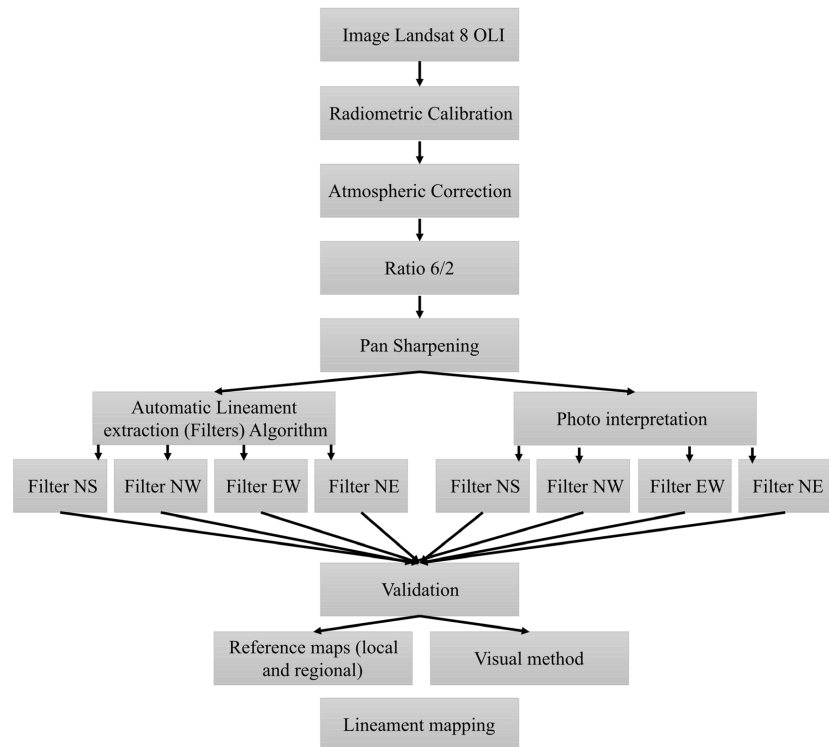 Image Landsat 8 OLI
Radiometric Calibration
Atmospheric Correction
Ratio 6/2
Pan Sharpening
Automatic Lineament
extraction (Filters) Algorithm
Photo interpretation
Filter NS
Filter NW
Filter EW
Filter NE
Filter NS
Filter NW
Filter EW
Filter NE
Validation
Reference maps (local
and regional)
Visual method
Lineament mapping